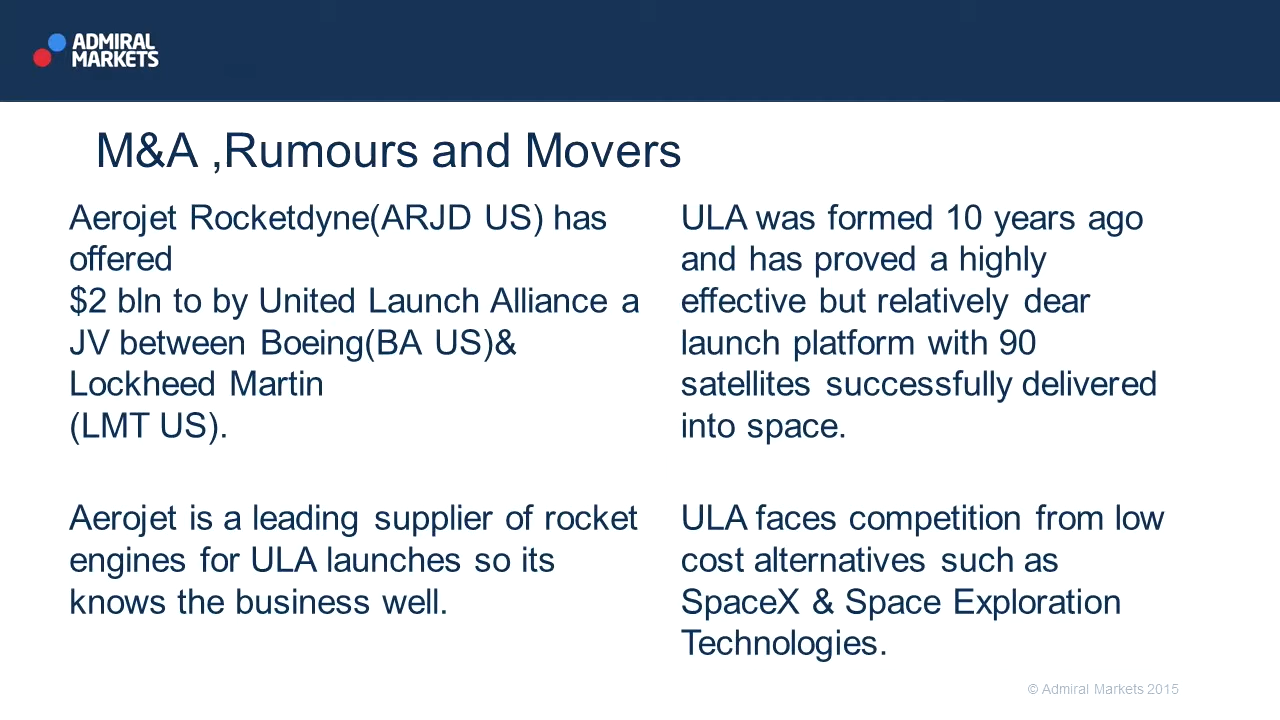 ADMIRAL
MARKETS
M&A ,Rumours and Movers
Aerojet Rocketdyne(ARJD US) has
offered
$2 bln to by United Launch Alliance a
JV between Boeing(BA US)&
Lockheed Martin
(LMT US).
Aerojet is a leading supplier of rocket
engines for ULA launches so its
knows the business well.
ULA was formed 10 years ago
and has proved a highly
effective but relatively dear
launch platform with 90
satellites successfully delivered
into space.
ULA faces competition from low
cost alternatives such as
SpaceX & Space Exploration
Technologies.
© Admiral Markets 2015